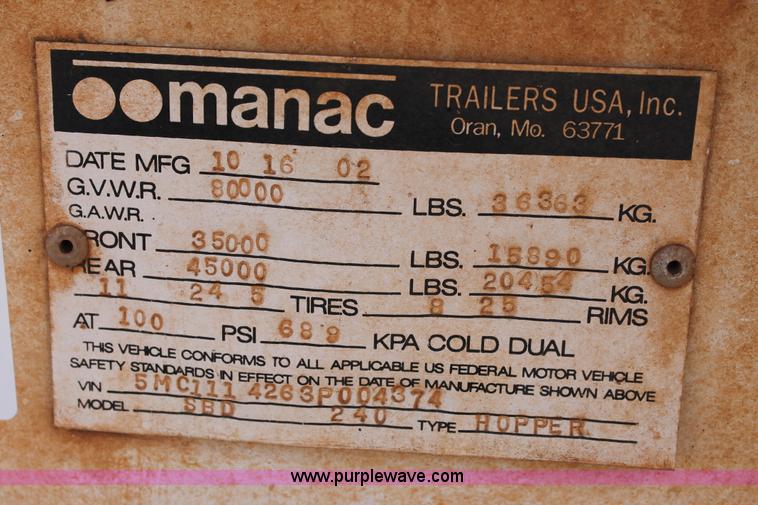 manac TRAILERS USA, Inc.
Oran, Mo. 63771
DATE MFG 10 16 02
G.V.W.R. 80000 LBS. 36363 KG.
G.A.W.R.
FRONT 35000 LBS. 15890 KG.
REAR 45000 LBS. 20454 KG.
11 24 5 TIRES 8 25 RIMS
AT 100 PSI 689 KPA COLD DUAL
THIS VEHICLE CONFORMS TO ALL APPLICABLE US FEDERAL MOTOR VEHICLE
SAFETY STANDARDS IN EFFECT ON THE DATE OF MANUFACTURE SHOWN ABOVE
VIN 5MC111 4263P004374
MODEL SBD 240 TYPE HOPPER
www.purplewave.com